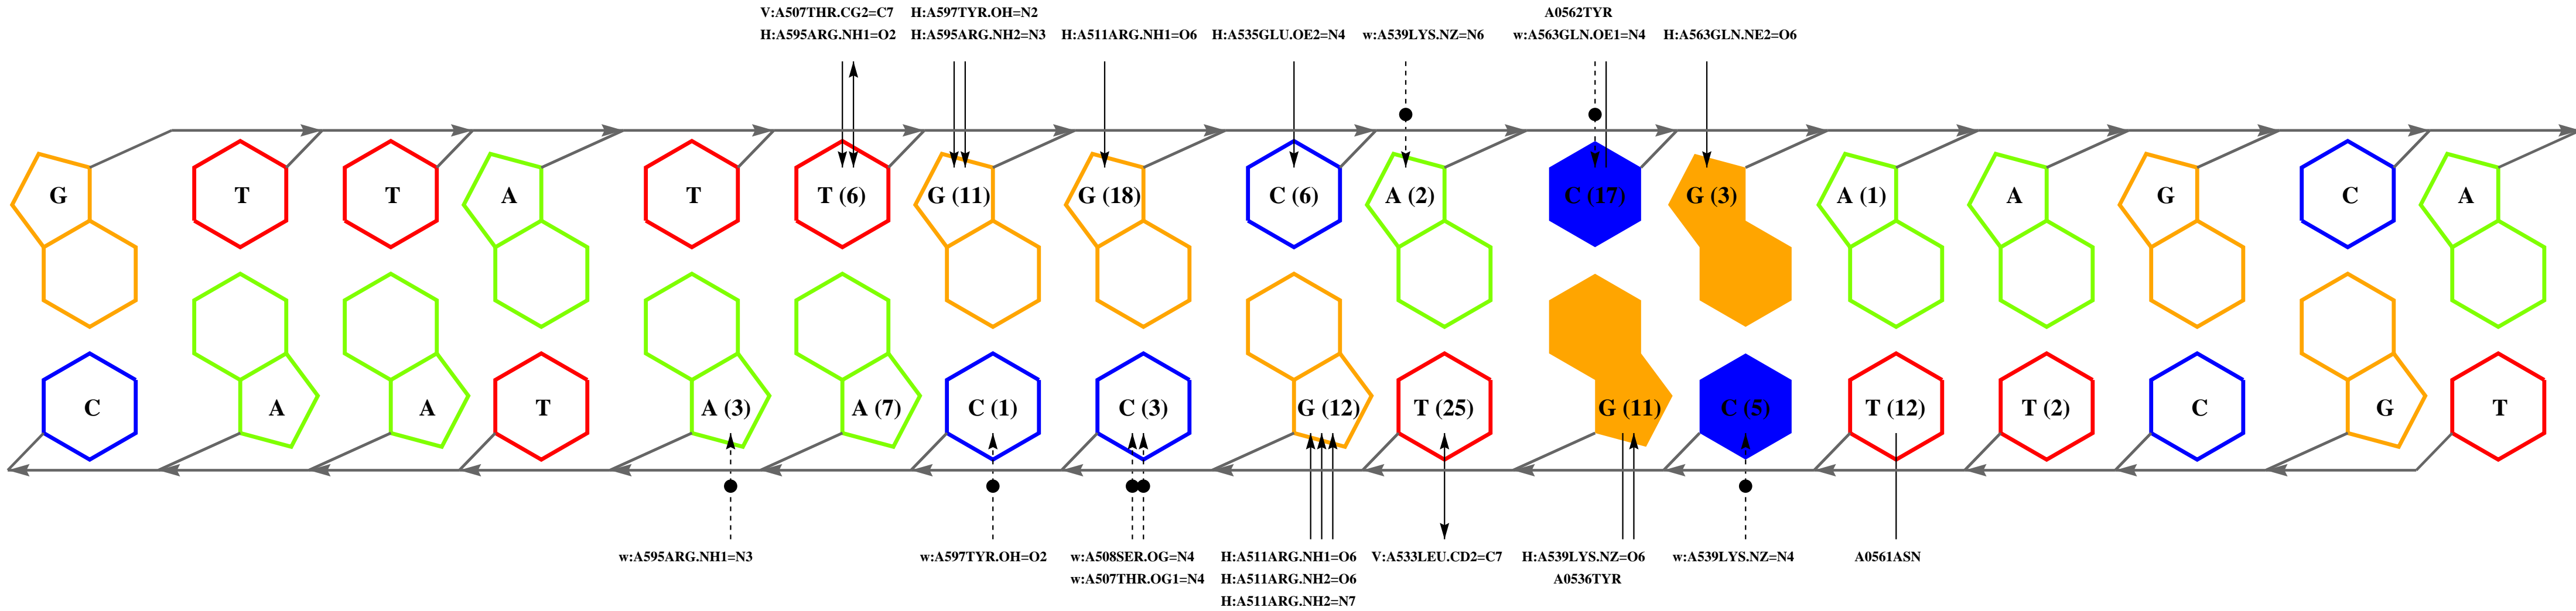 V:A507THR.CG2=C7 H:A597TYR.OH=N2 A0562TYR
H:A595ARG.NH1=O2 H:A595ARG.NH2=N3 H:A511ARG.NH1=O6 H:A535GLU.OE2=N4 w:A539LYS.NZ=N6 w:A563GLN.OE1=N4 H:A563GLN.NE2=O6
G T T A T T (6) G (11) G (18) C (6) A (2) C (17) G (3) A (1) A G C A
C A A T A (3) A (7) C (1) C (3) G (12) T (25) G (11) C (5) T (12) T (2) C G T
w:A595ARG.NH1=N3 w:A597TYR.OH=O2 w:A508SER.OG=N4 H:A511ARG.NH1=O6 V:A533LEU.CD2=C7 H:A539LYS.NZ=O6 w:A539LYS.NZ=N4 A0561ASN
w:A507THR.OG1=N4 H:A511ARG.NH2=O6 A0536TYR
H:A511ARG.NH2=N7